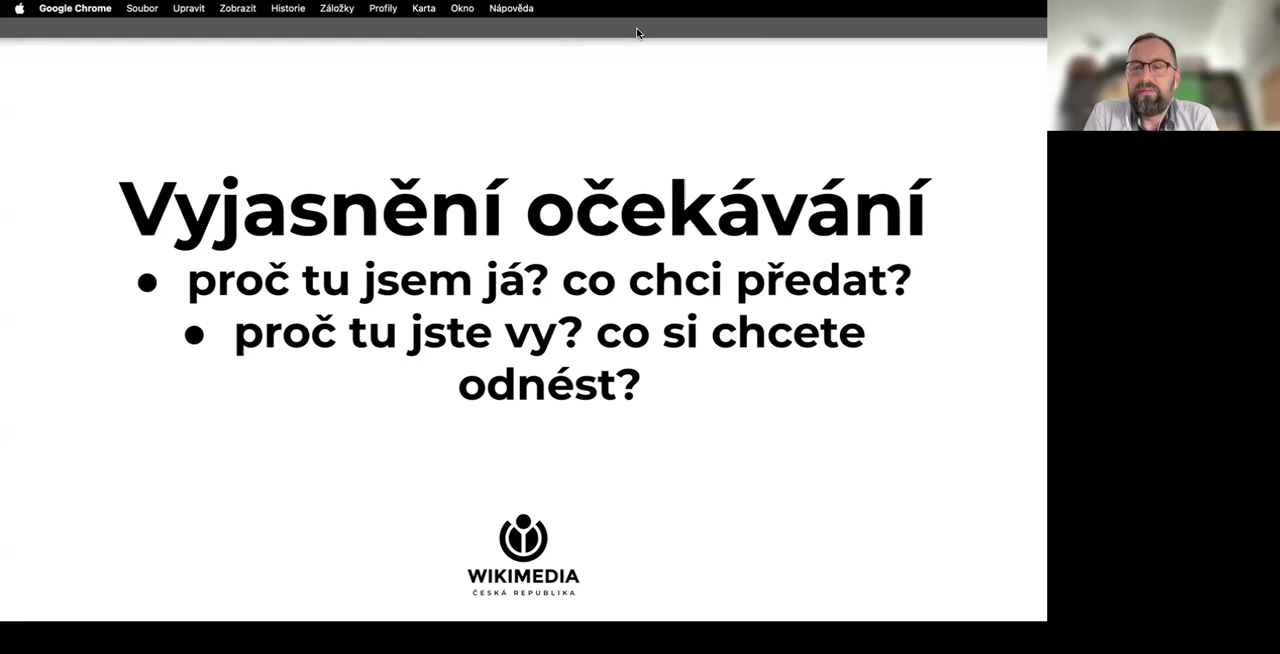 Google Chrome Soubor Upravit Zobrazit Historie Záložky Profily Karta Okno Nápověda
Vyjasnění očekávání
● proč tu jsem já? co chci předat?
● proč tu jste vy? co si chcete
odnést?
WIKIMEDIA
ČESKÁ REPUBLIKA